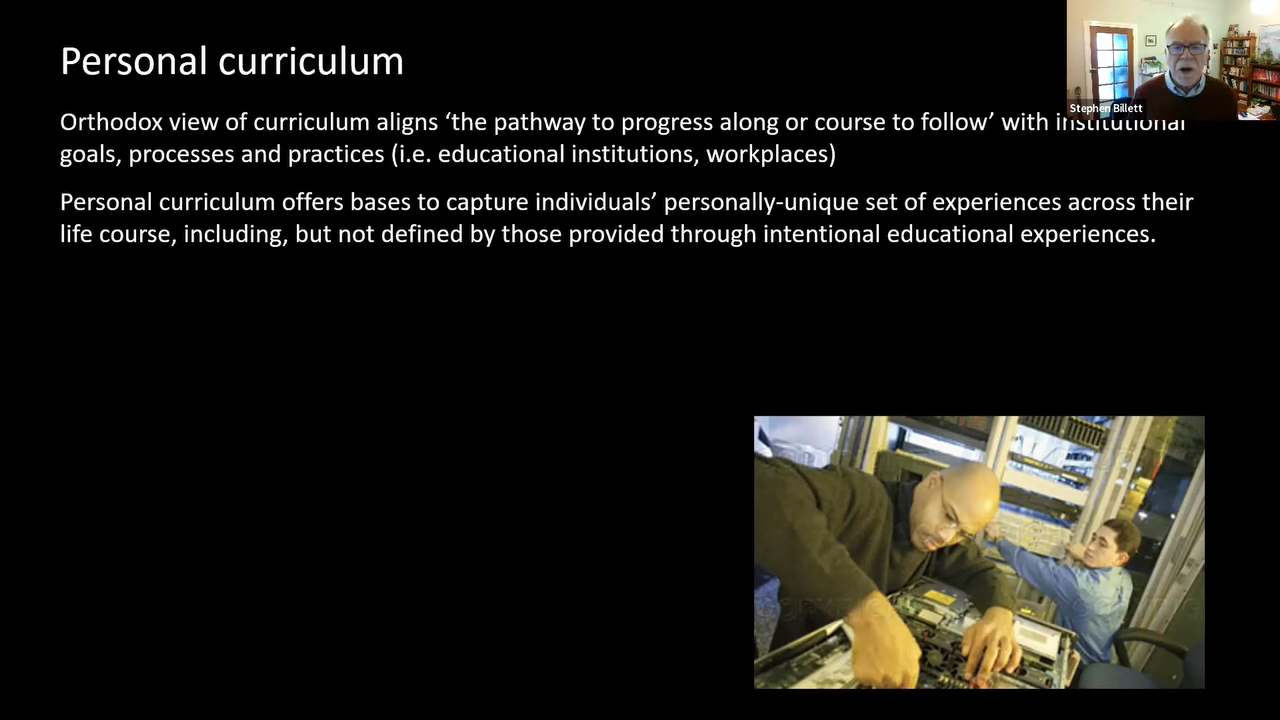 Personal curriculum
Stephen Billett
Orthodox view of curriculum aligns ‘the pathway to progress along or course to follow’ with institutional
goals, processes and practices (i.e. educational institutions, workplaces)
Personal curriculum offers bases to capture individuals’ personally-unique set of experiences across their
life course, including, but not defined by those provided through intentional educational experiences.